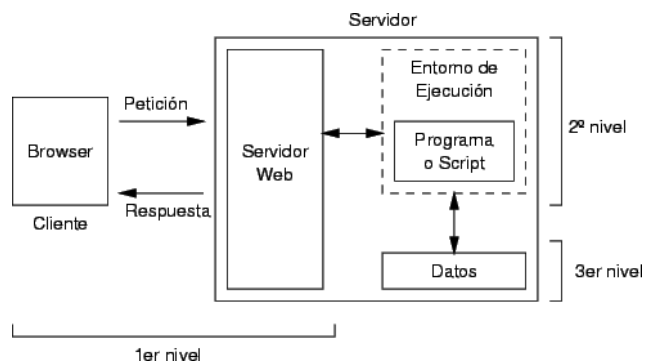 Servidor
Entorno de
Ejecución
Petición
Programa
o Script
2º nivel
Browser
Servidor
Web
Respuesta
Cliente
Datos
3er nivel
1er nivel